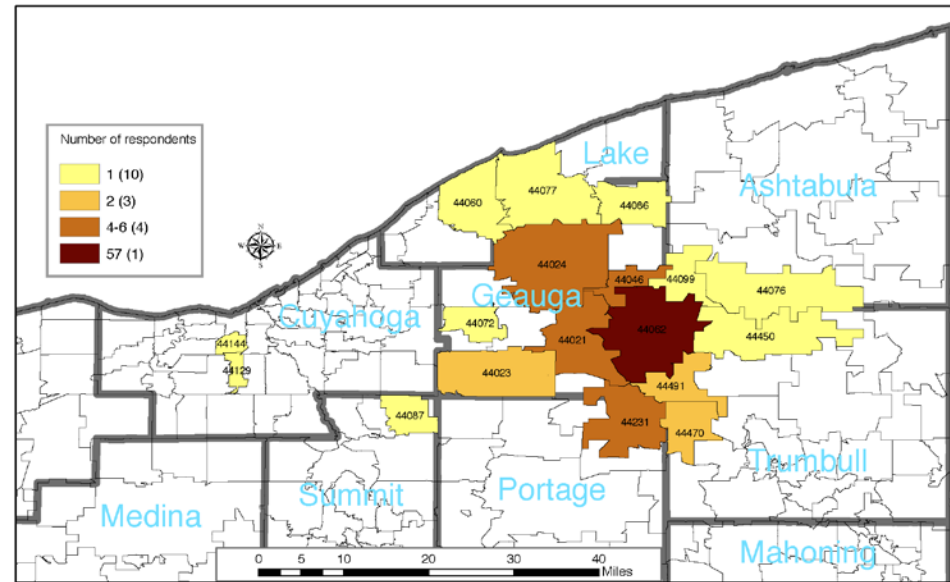 Lake
Number of respondents
1 (10)
2 (3)
4-6 (4)
57 (1)
44077
44060
44066
Ashtabula
N
W E
S
44024
44046
44099
44076
Geauga
Cuyahoga
44072
44062
44021
44450
44144
44129
44023
44491
44087
44231
44470
Trumbull
Summit
Portage
Medina
Mahoning
0 5 10 20 30 40
Miles